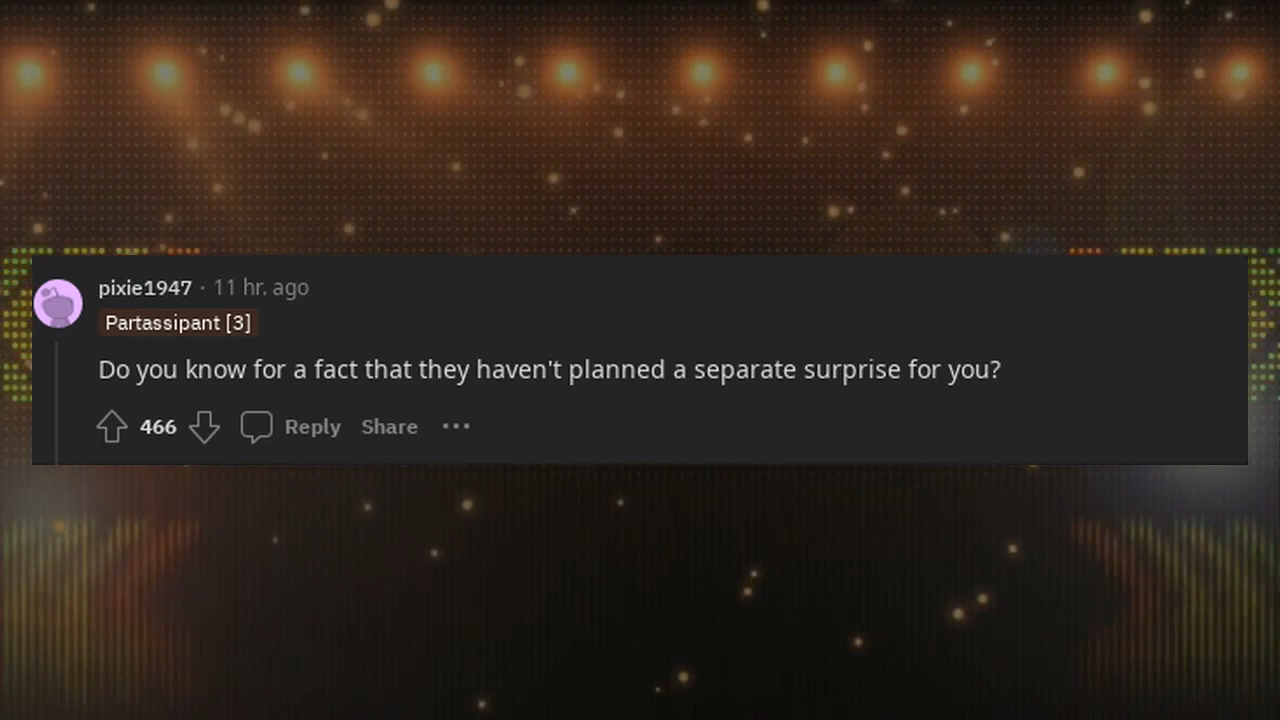 pixie1947 · 11 hr. ago
Partassipant [3]
Do you know for a fact that they haven't planned a separate surprise for you?
466 Reply Share ···